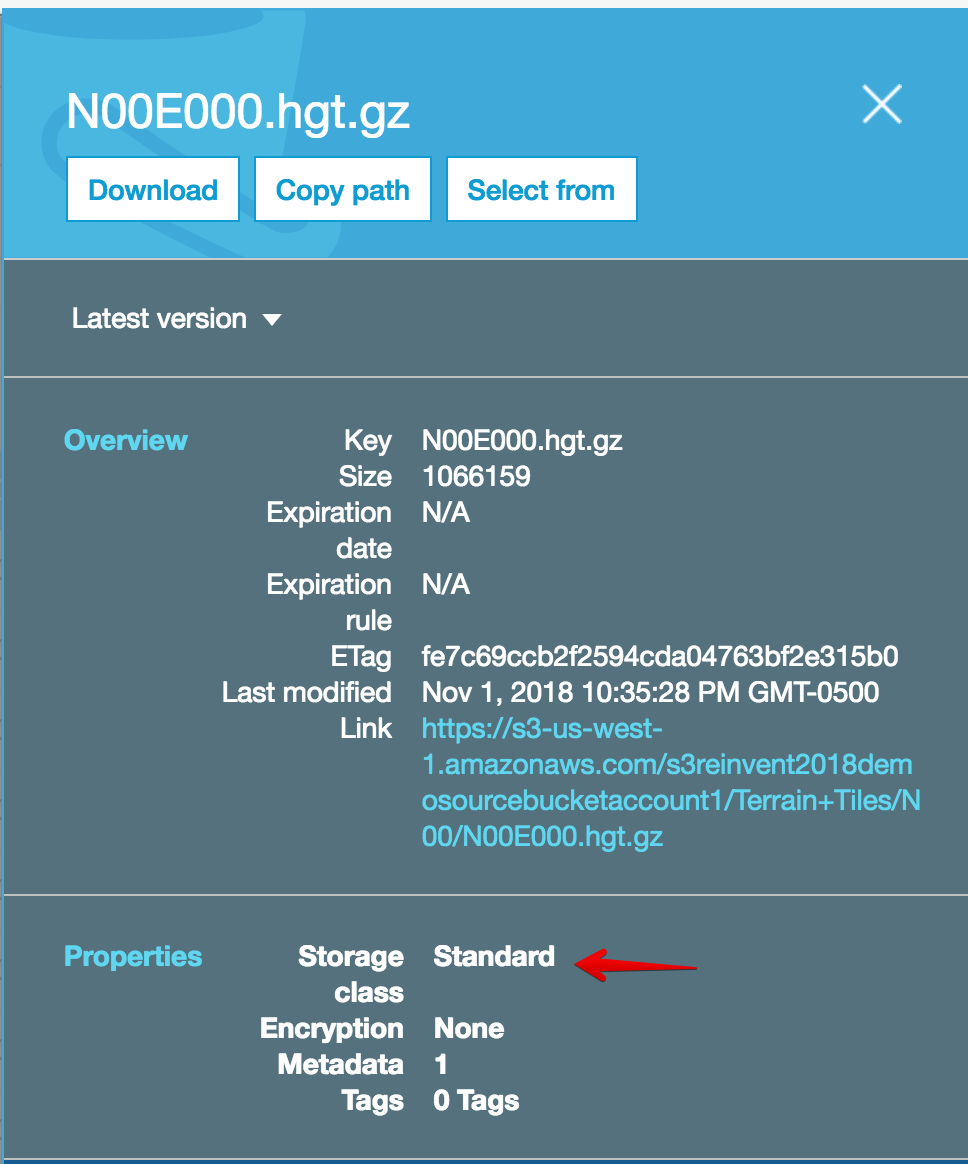 N00E000.hgt.gz
Download Copy path Select from
Latest version
Overview Key N00E000.hgt.gz
Size 1066159
Expiration N/A
date
Expiration N/A
rule
ETag fe7c69ccb2f2594cda04763bf2e315b0
Last modified Nov 1, 2018 10:35:28 PM GMT-0500
Link https://s3-us-west-
1.amazonaws.com/s3reinvent2018dem
osourcebucketaccount1/Terrain+Tiles/N
00/N00E000.hgt.gz
Properties Storage Standard
class
Encryption None
Metadata 1
Tags 0 Tags